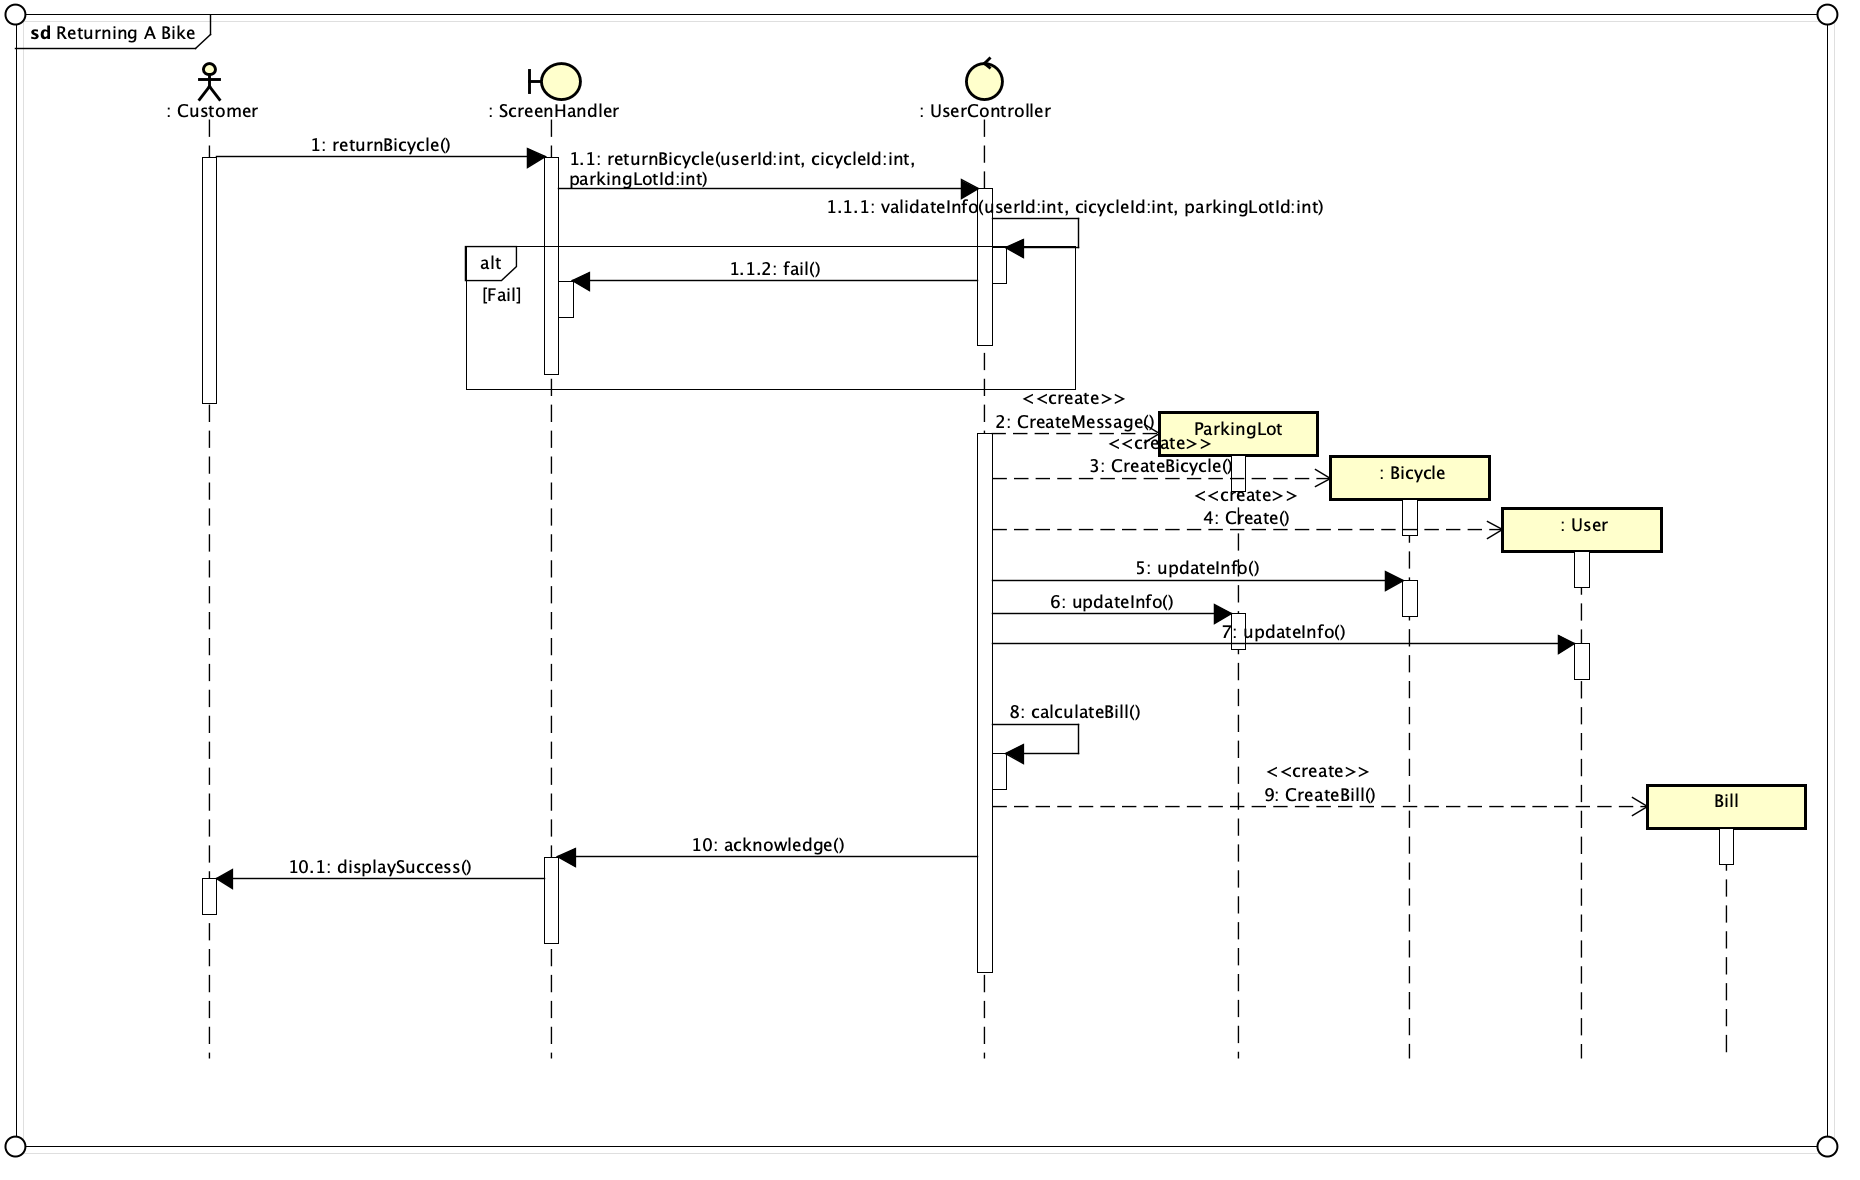 sd Returning A Bike
: Customer
: ScreenHandler
: UserController
1: returnBicycle()
1.1: returnBicycle(userId:int, cicycleId:int,
parkingLotId:int)
1.1.1: validateInfo(userId:int, cicycleId:int, parkingLotId:int)
alt
1.1.2: fail()
[Fail]
<<create>>
2: CreateMessage()
ParkingLot
<<create>>
3: CreateBicycle()
: Bicycle
<<create>>
4: Create()
: User
5: updateInfo()
6: updateInfo()
7: updateInfo()
8: calculateBill()
<<create>>
9: CreateBill()
Bill
10: acknowledge()
10.1: displaySuccess()